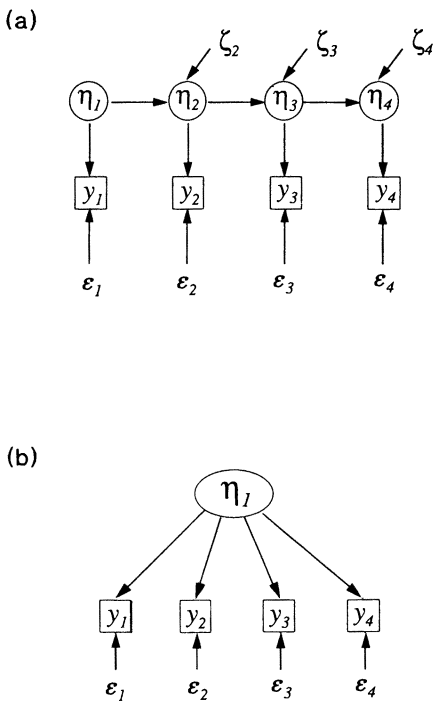 (a)
ζ2 ζ3 ζ4
η1 η2 η3 η4
y1 y2 y3 y4
ε1 ε2 ε3 ε4
(b)
η1
y1 y2 y3 y4
ε1 ε2 ε3 ε4